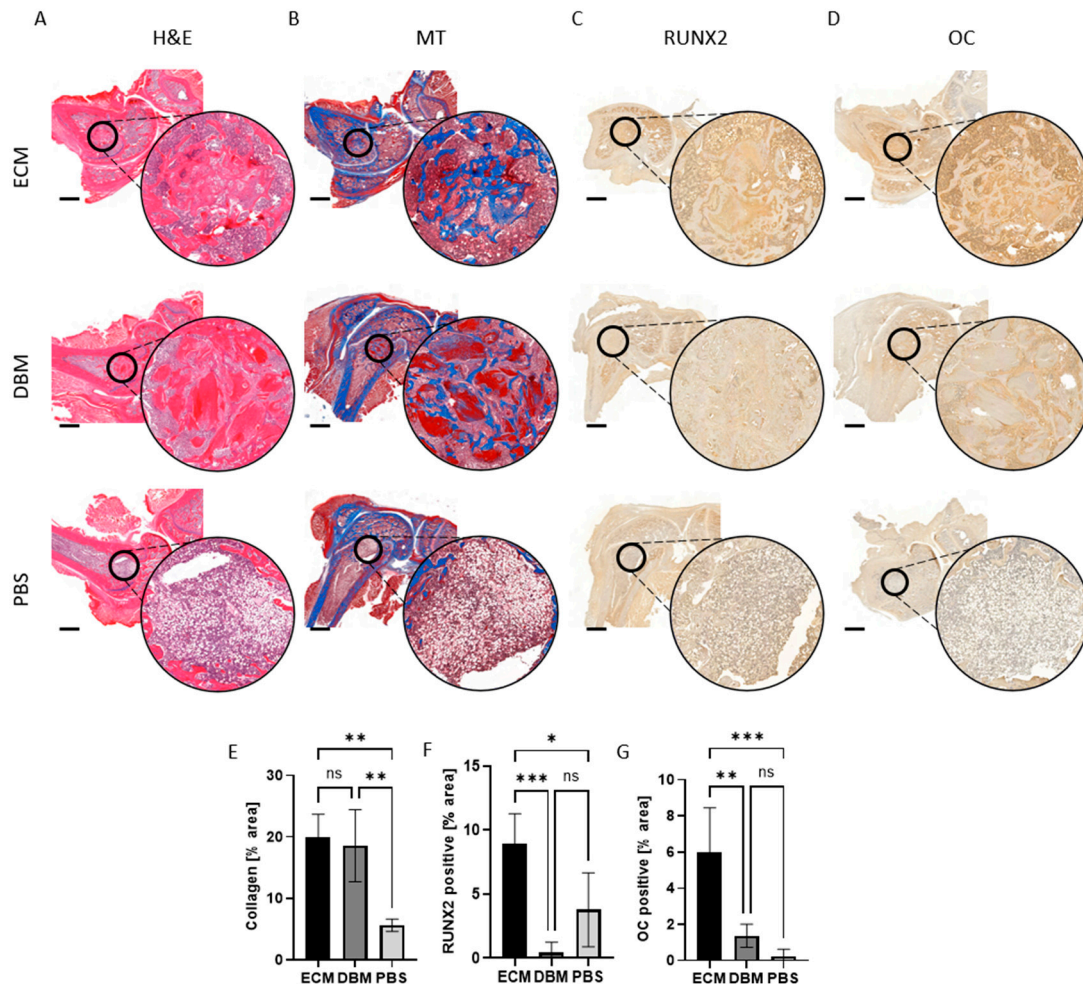 A B C D
H&E MT RUNX2 OC
ECM
DBM
PBS
E F G
** * ***
ns ** *** ns ** ns
Collagen [% area]
30
20
10
0
ECM DBM PBS
RUNX2 positive [% area]
15
10
5
0
ECM DBM PBS
OC positive [% area]
10
8
6
4
2
0
ECM DBM PBS